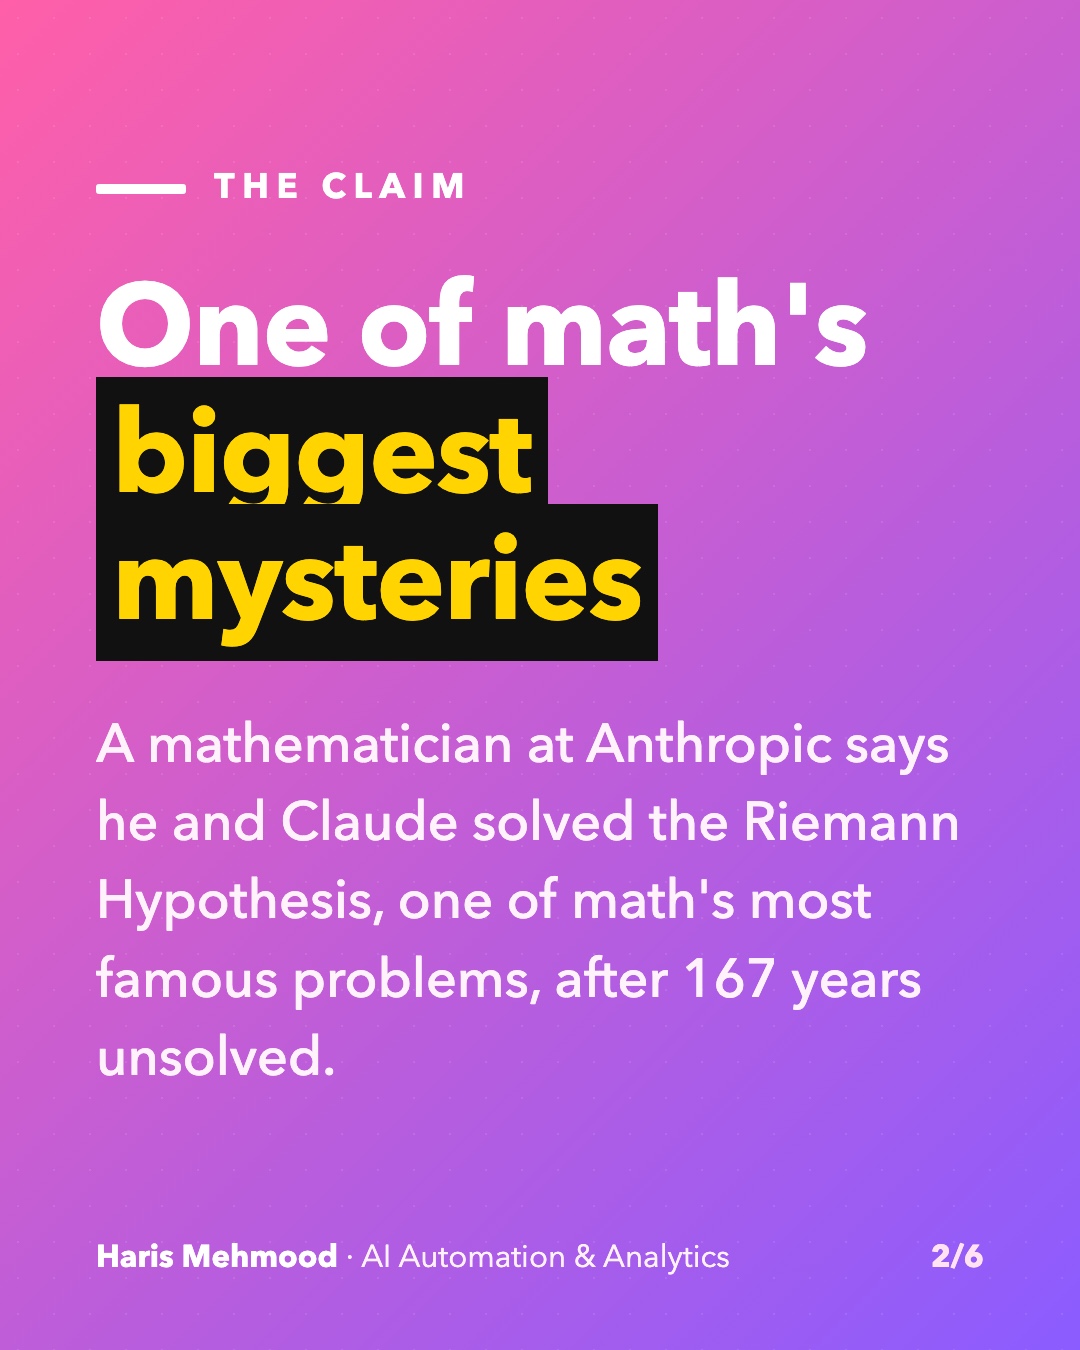 THE CLAIM
One of math's
biggest
mysteries
A mathematician at Anthropic says
he and Claude solved the Riemann
Hypothesis, one of math's most
famous problems, after 167 years
unsolved.
Haris Mehmood · AI Automation & Analytics
2/6